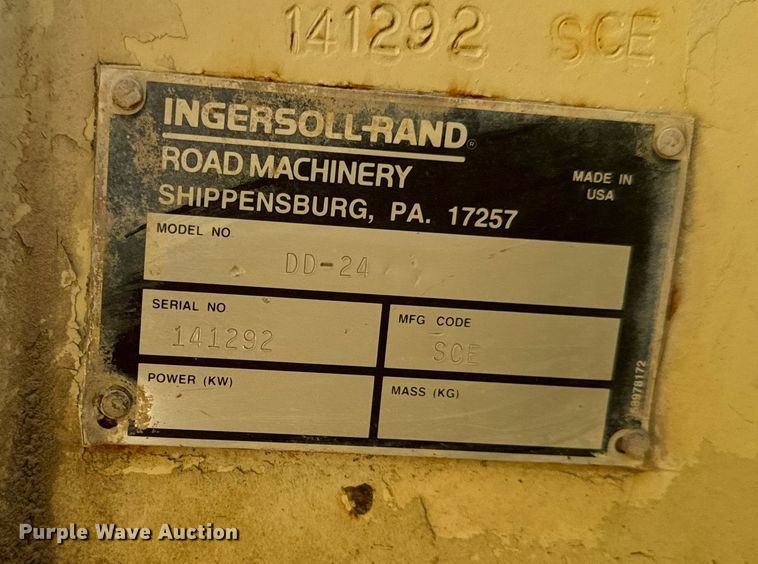 141292 SCE
INGERSOLL-RAND®
ROAD MACHINERY
SHIPPENSBURG, PA. 17257
MADE IN
USA
MODEL NO
DD-24
SERIAL NO
141292
MFG CODE
SCE
POWER (KW)
MASS (KG)
58978172
Purple Wave Auction